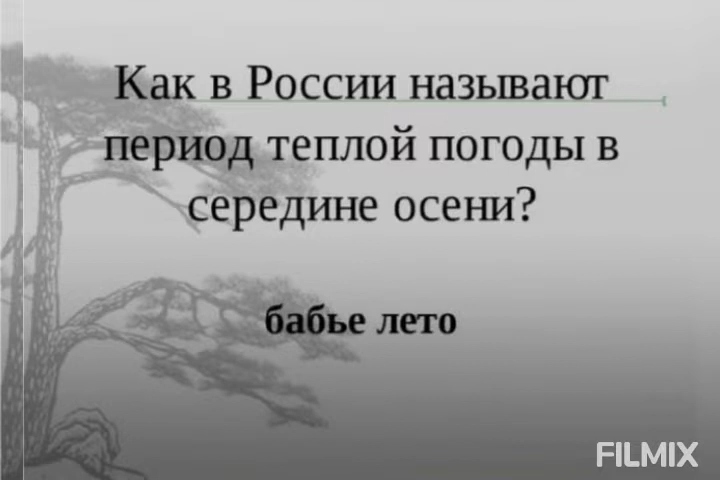 Как в России называют
период теплой погоды в
середине осени?
бабье лето
FILMIX